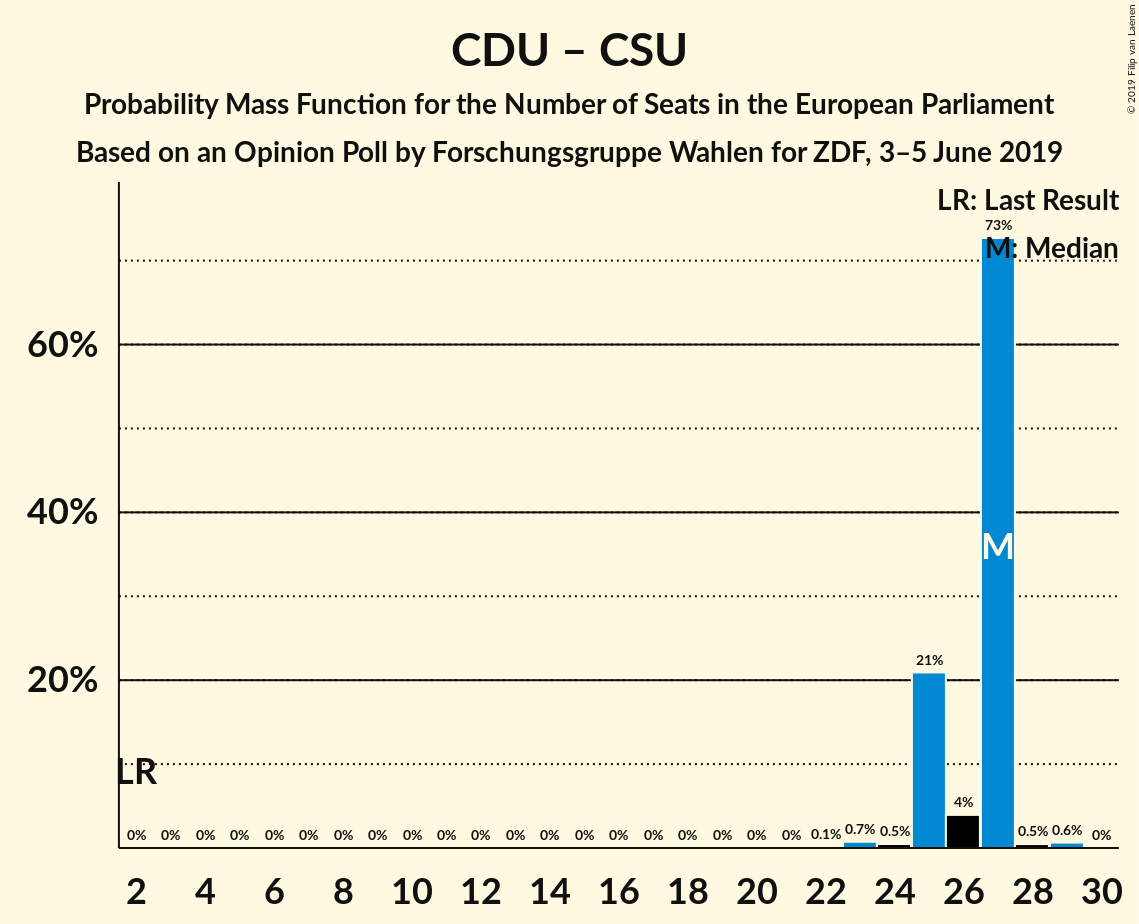 CDU – CSU
Probability Mass Function for the Number of Seats in the European Parliament
Based on an Opinion Poll by Forschungsgruppe Wahlen for ZDF, 3–5 June 2019
© 2019 Filip van Laenen
LR: Last Result
73%
M: Median
60%
40%
M
20%
21%
LR
4%
0% 0% 0% 0% 0% 0% 0% 0% 0% 0% 0% 0% 0% 0% 0% 0% 0% 0% 0% 0% 0.1% 0.7% 0.5% 0.5% 0.6% 0%
2 4 6 8 10 12 14 16 18 20 22 24 26 28 30